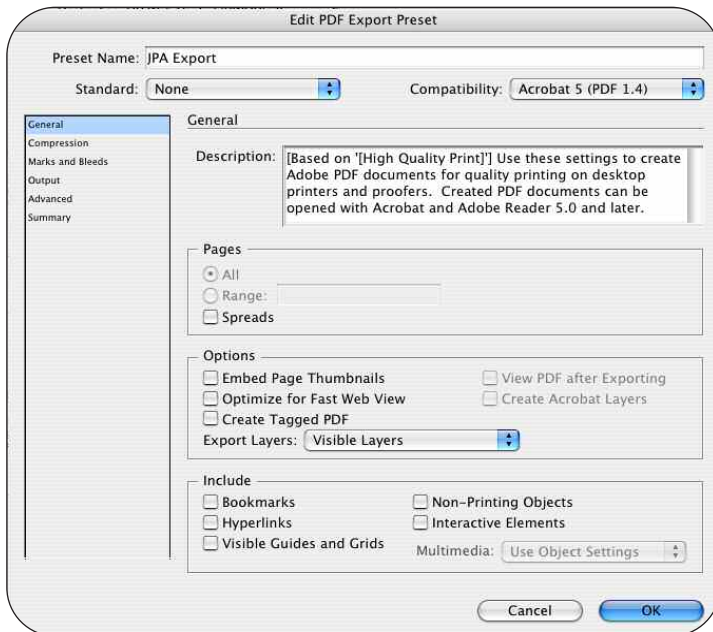 Edit PDF Export Preset
Preset Name: JPA Export
Standard: None Compatibility: Acrobat 5 (PDF 1.4)
General
Compression
Marks and Bleeds
Output
Advanced
Summary
General
Description: [Based on '[High Quality Print]'] Use these settings to create
Adobe PDF documents for quality printing on desktop
printers and proofers. Created PDF documents can be
opened with Acrobat and Adobe Reader 5.0 and later.
Pages
All
Range:
Spreads
Options
Embed Page Thumbnails View PDF after Exporting
Optimize for Fast Web View Create Acrobat Layers
Create Tagged PDF
Export Layers: Visible Layers
Include
Bookmarks Non-Printing Objects
Hyperlinks Interactive Elements
Visible Guides and Grids Multimedia: Use Object Settings
Cancel OK